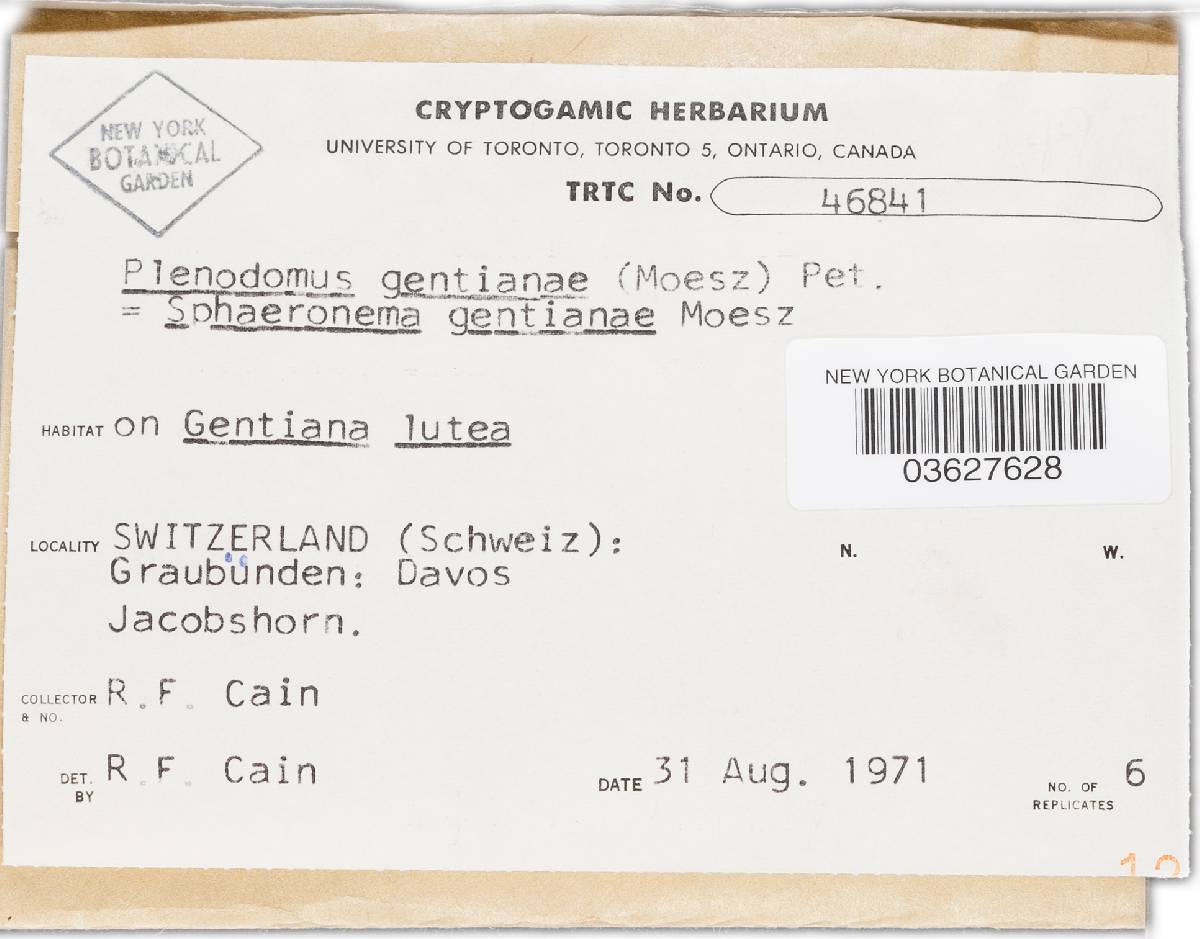 NEW YORK
BOTANICAL
GARDEN
CRYPTOGAMIC HERBARIUM
UNIVERSITY OF TORONTO, TORONTO 5, ONTARIO, CANADA
TRTC No. 46841
Plenodomus gentianae (Moesz) Pet.
= Sphaeronema gentianae Moesz
NEW YORK BOTANICAL GARDEN
03627628
HABITAT on Gentiana lutea
LOCALITY SWITZERLAND (Schweiz): N. W.
Graubünden: Davos
Jacobshorn.
COLLECTOR & NO. R.F. Cain
DET. BY R.F. Cain
DATE 31 Aug. 1971
NO. OF REPLICATES 6